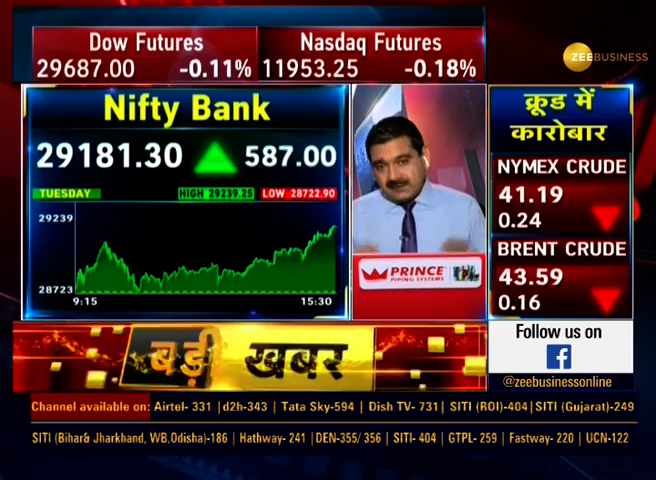 Dow Futures
29687.00 -0.11%
Nasdaq Futures
11953.25 -0.18%
ZEEBUSINESS
Nifty Bank
29181.30 587.00
TUESDAY HIGH 29239.25 LOW 28722.90
29239
28723
9:15 15:30
PRINCE
PIPING SYSTEMS
क्रूड में
कारोबार
NYMEX CRUDE
41.19
0.24
BRENT CRUDE
43.59
0.16
बड़ी खबर
Follow us on
f
@zeebusinessonline
Channel available on: Airtel- 331 |d2h-343 | Tata Sky-594 | Dish TV- 731| SITI (ROI)-404|SITI (Gujarat)-249
SITI (Bihar& Jharkhand, WB,Odisha)-186 | Hathway- 241 |DEN-355/ 356 | SITI- 404 | GTPL- 259 | Fastway- 220 | UCN-122